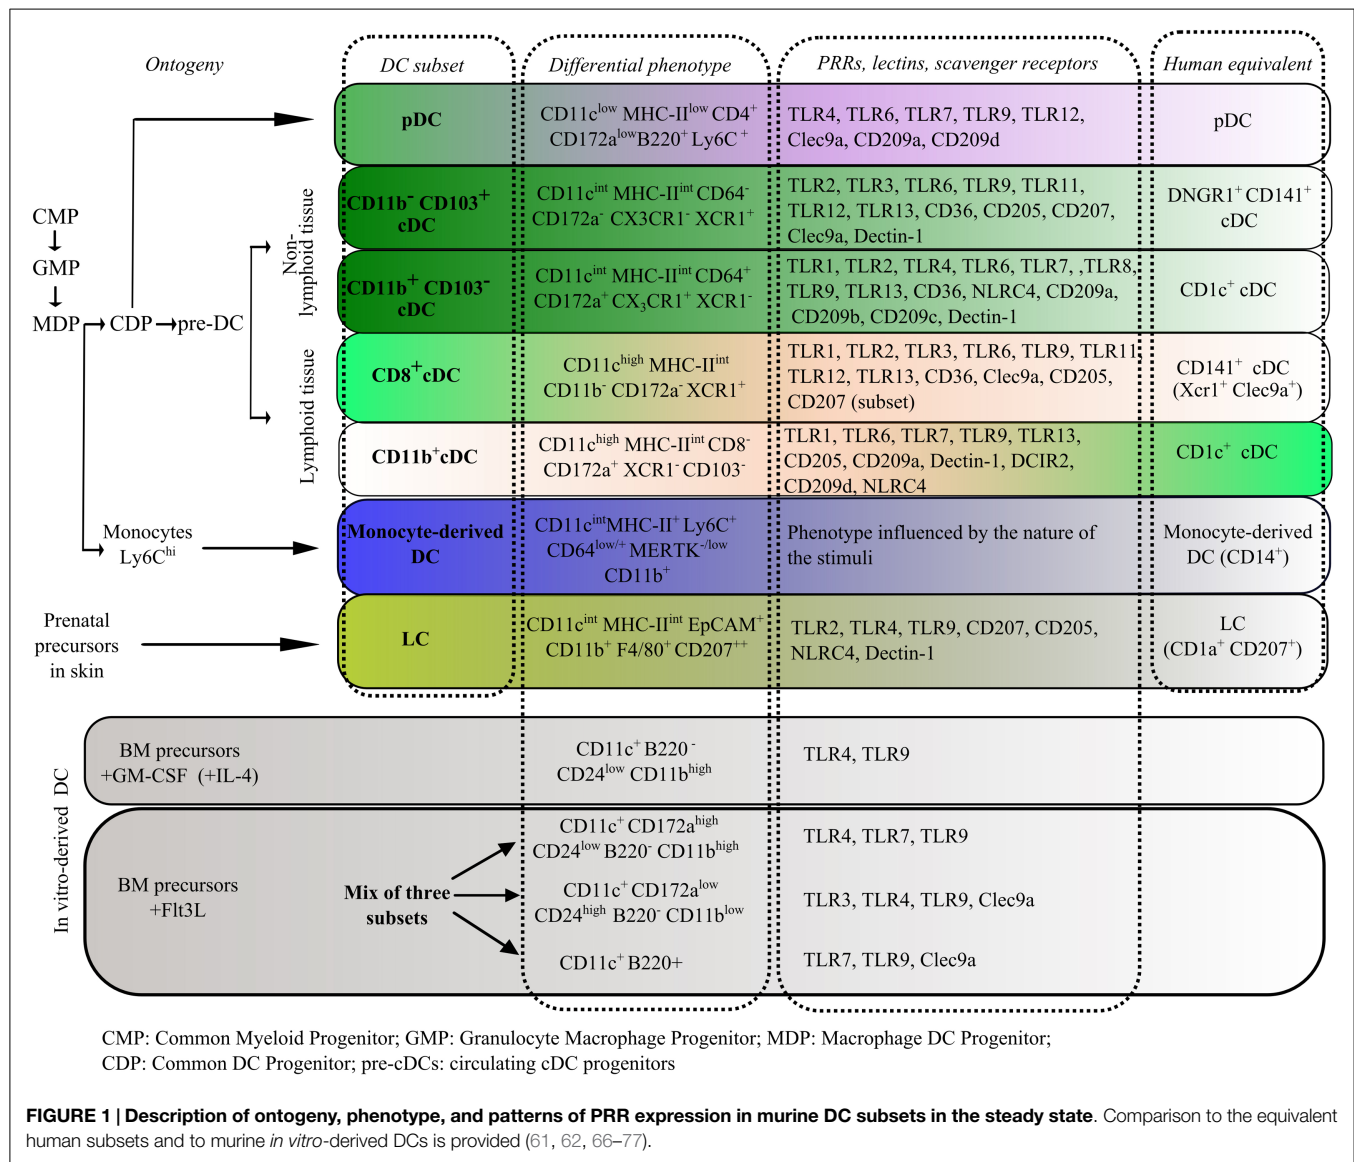 Ontogeny
DC subset
Differential phenotype
PRRs, lectins, scavenger receptors
Human equivalent
CMP
GMP
MDP
CDP
pre-DC
Non-
lymphoid tissue
Lymphoid tissue
Monocytes
Ly6C^hi
Prenatal
precursors
in skin
pDC
CD11c^low MHC-II^low CD4^+
CD172a^low B220^+ Ly6C^+
TLR4, TLR6, TLR7, TLR9, TLR12,
Clec9a, CD209a, CD209d
pDC
CD11b^- CD103^+
cDC
CD11c^int MHC-II^int CD64^-
CD172a^- CX3CR1^- XCR1^+
TLR2, TLR3, TLR6, TLR9, TLR11,
TLR12, TLR13, CD36, CD205, CD207,
Clec9a, Dectin-1
DNGR1^+ CD141^+
cDC
CD11b^+ CD103^-
cDC
CD11c^int MHC-II^int CD64^+
CD172a^+ CX_3CR1^+ XCR1^-
TLR1, TLR2, TLR4, TLR6, TLR7, ,TLR8,
TLR9, TLR13, CD36, NLRC4, CD209a,
CD209b, CD209c, Dectin-1
CD1c^+ cDC
CD8^+cDC
CD11c^high MHC-II^int
CD11b^- CD172a^- XCR1^+
TLR1, TLR2, TLR3, TLR6, TLR9, TLR11,
TLR12, TLR13, CD36, Clec9a, CD205,
CD207 (subset)
CD141^+ cDC
(Xcr1^+ Clec9a^+)
CD11b^+cDC
CD11c^high MHC-II^int CD8^-
CD172a^+ XCR1^- CD103^-
TLR1, TLR6, TLR7, TLR9, TLR13,
CD205, CD209a, Dectin-1, DCIR2,
CD209d, NLRC4
CD1c^+ cDC
Monocyte-derived
DC
CD11c^int MHC-II^+ Ly6C^+
CD64^low/+ MERTK^-/low
CD11b^+
Phenotype influenced by the nature of
the stimuli
Monocyte-derived
DC (CD14^+)
LC
CD11c^int MHC-II^int EpCAM^+
CD11b^+ F4/80^+ CD207^++
TLR2, TLR4, TLR9, CD207, CD205,
NLRC4, Dectin-1
LC
(CD1a^+ CD207^+)
In vitro-derived DC
BM precursors
+GM-CSF (+IL-4)
CD11c^+ B220^-
CD24^low CD11b^high
TLR4, TLR9
BM precursors
+Flt3L
Mix of three
subsets
CD11c^+ CD172a^high
CD24^low B220^- CD11b^high
TLR4, TLR7, TLR9
CD11c^+ CD172a^low
CD24^high B220^- CD11b^low
TLR3, TLR4, TLR9, Clec9a
CD11c^+ B220+
TLR7, TLR9, Clec9a
CMP: Common Myeloid Progenitor; GMP: Granulocyte Macrophage Progenitor; MDP: Macrophage DC Progenitor;
CDP: Common DC Progenitor; pre-cDCs: circulating cDC progenitors
FIGURE 1 | Description of ontogeny, phenotype, and patterns of PRR expression in murine DC subsets in the steady state. Comparison to the equivalent
human subsets and to murine in vitro-derived DCs is provided (61, 62, 66–77).